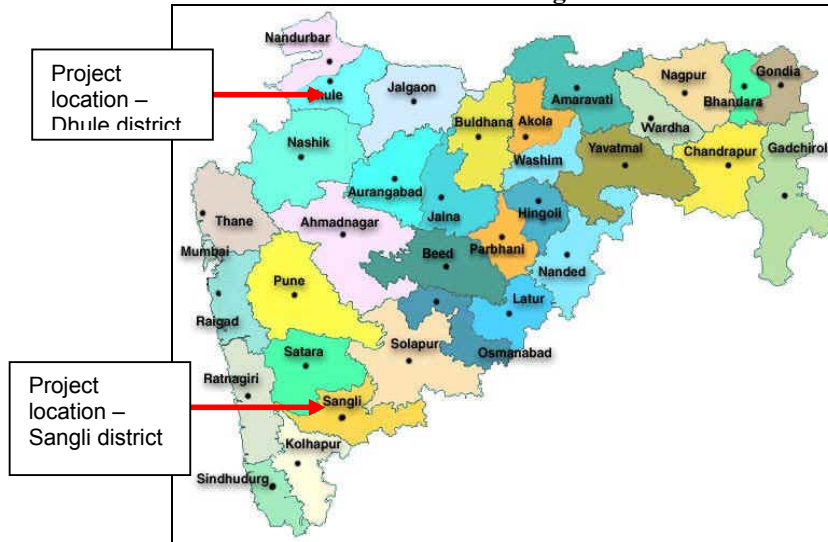 Project
location –
Dhule district
Project
location –
Sangli district
Nandurbar
hule
Jalgaon
Nashik
Buldhana
Akola
Amaravati
Washim
Nagpur
Wardha
Bhandara
Gondia
Yavatmal
Chandrapur
Gadchirol
Aurangabad
Jalna
Hingoli
Thane
Ahmadnagar
Parbhani
Mumbai
Beed
Nanded
Pune
Raigad
Latur
Osmanabad
Satara
Solapur
Ratnagiri
Sangli
Kolhapur
Sindhudurg